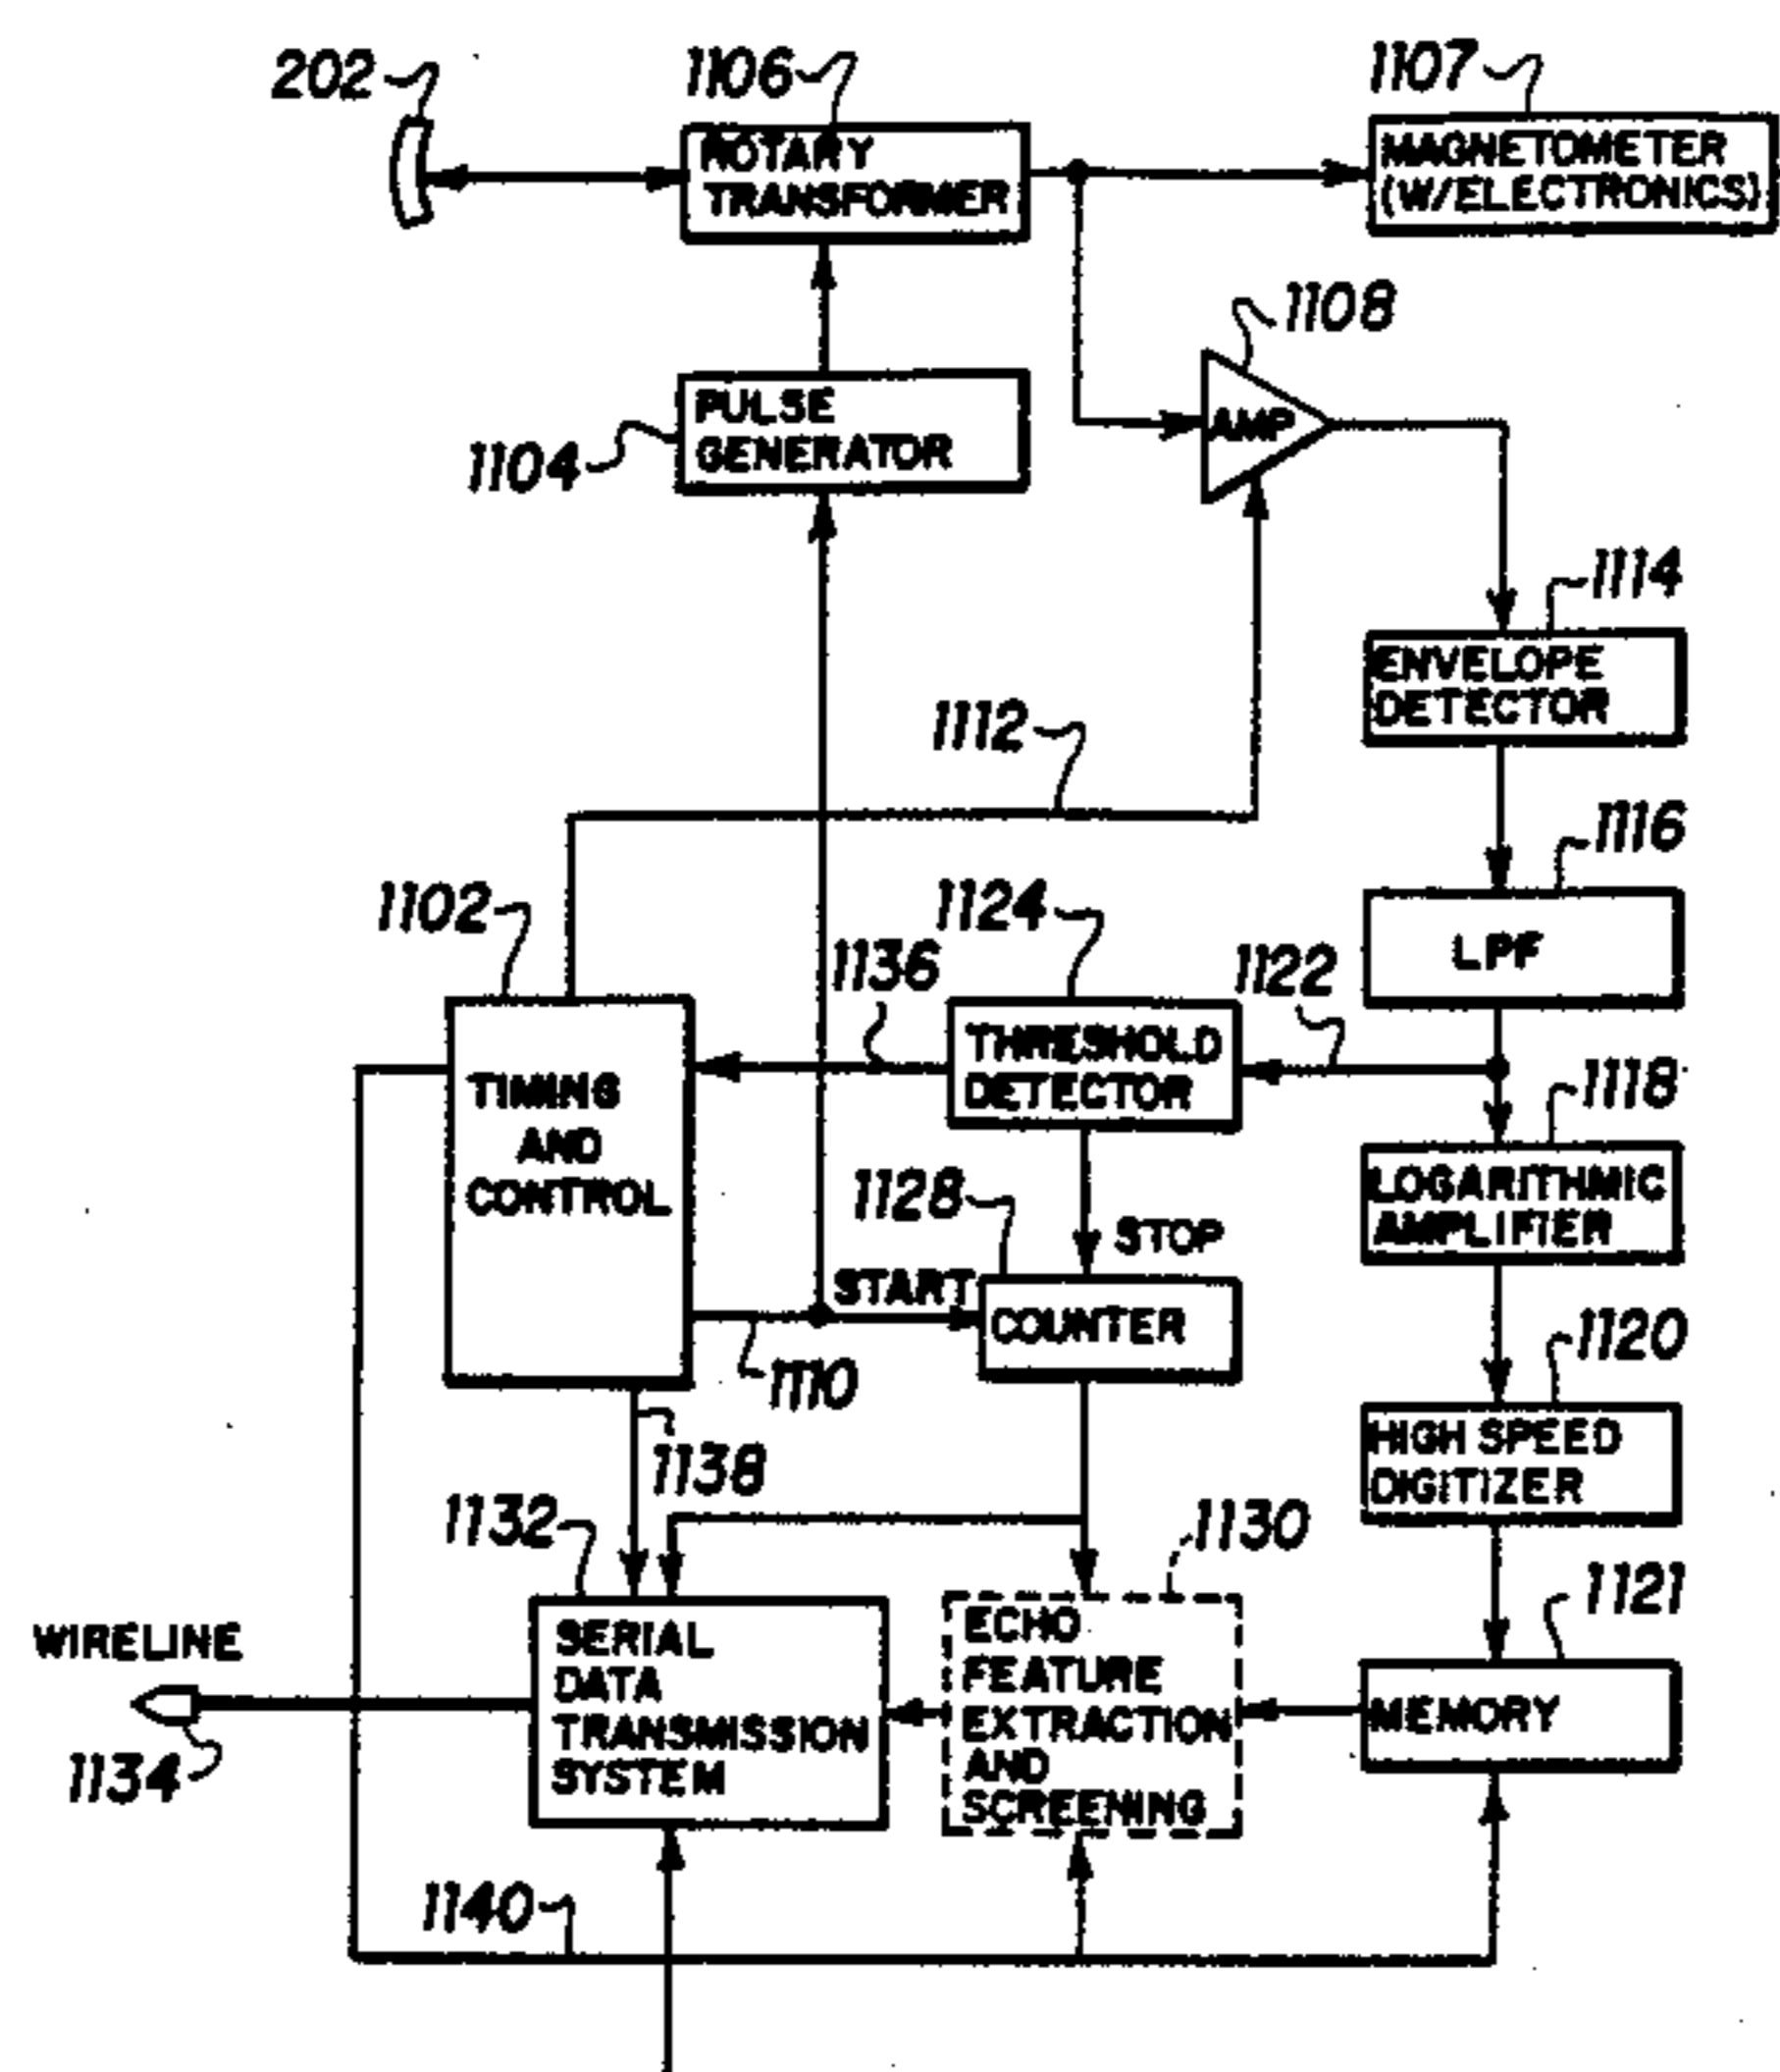 202
1106
1107
ROTARY
TRANSFORMER
MAGNETOMETER
(W/ELECTRONICS)
1108
PULSE
GENERATOR
AMP
1104
1114
ENVELOPE
DETECTOR
1112
1116
1102
1124
1136
1122
LPF
THRESHOLD
DETECTOR
1118
TIMING
AND
CONTROL
1128
STOP
LOGARITHMIC
AMPLIFIER
START
COUNTER
1110
1120
HIGH SPEED
DIGITIZER
1138
1132
1130
1121
WIRELINE
SERIAL
DATA
TRANSMISSION
SYSTEM
ECHO
FEATURE
EXTRACTION
AND
SCREENING
MEMORY
1134
1140